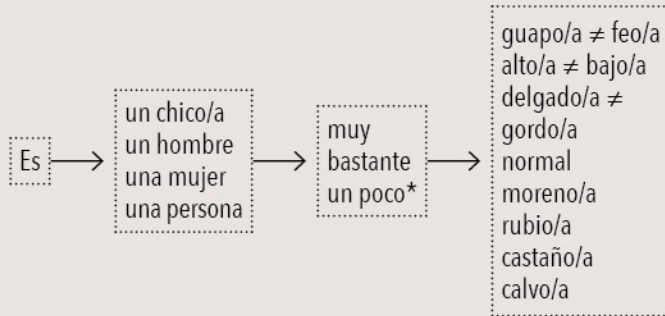 Es
un chico/a
un hombre
una mujer
una persona
muy
bastante
un poco*
guapo/a ≠ feo/a
alto/a ≠ bajo/a
delgado/a ≠
gordo/a
normal
moreno/a
rubio/a
castaño/a
calvo/a